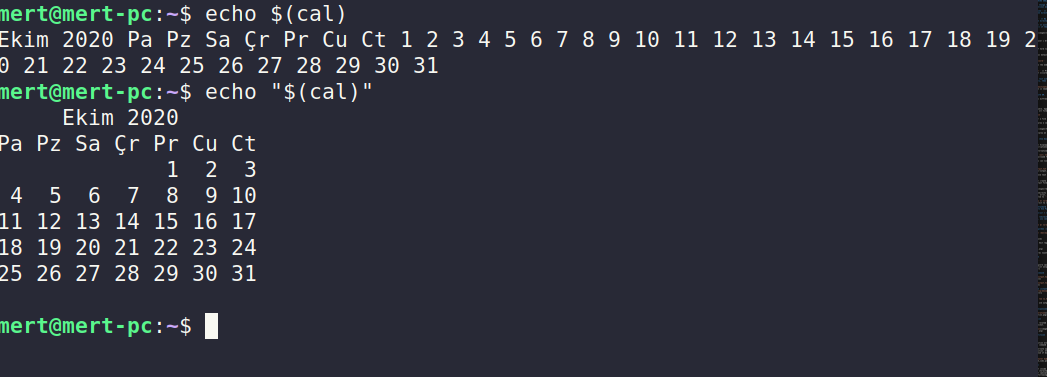 mert@mert-pc:~$ echo $(cal)
Ekim 2020 Pa Pz Sa Çr Pr Cu Ct 1 2 3 4 5 6 7 8 9 10 11 12 13 14 15 16 17 18 19 2
0 21 22 23 24 25 26 27 28 29 30 31
mert@mert-pc:~$ echo "$(cal)"
     Ekim 2020
Pa Pz Sa Çr Pr Cu Ct
             1  2  3
 4  5  6  7  8  9 10
11 12 13 14 15 16 17
18 19 20 21 22 23 24
25 26 27 28 29 30 31
mert@mert-pc:~$